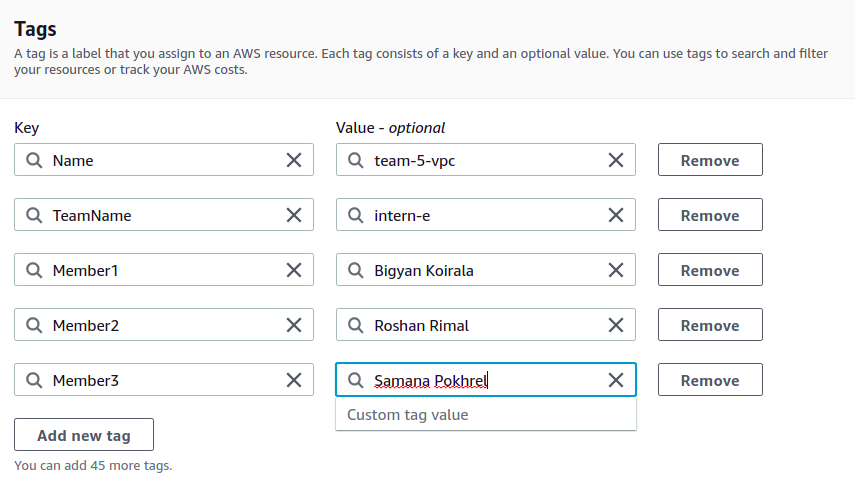 Tags
A tag is a label that you assign to an AWS resource. Each tag consists of a key and an optional value. You can use tags to search and filter
your resources or track your AWS costs.
Key Value - optional
Name team-5-vpc Remove
TeamName intern-e Remove
Member1 Bigyan Koirala Remove
Member2 Roshan Rimal Remove
Member3 Samana Pokhrel Remove
Custom tag value
Add new tag
You can add 45 more tags.